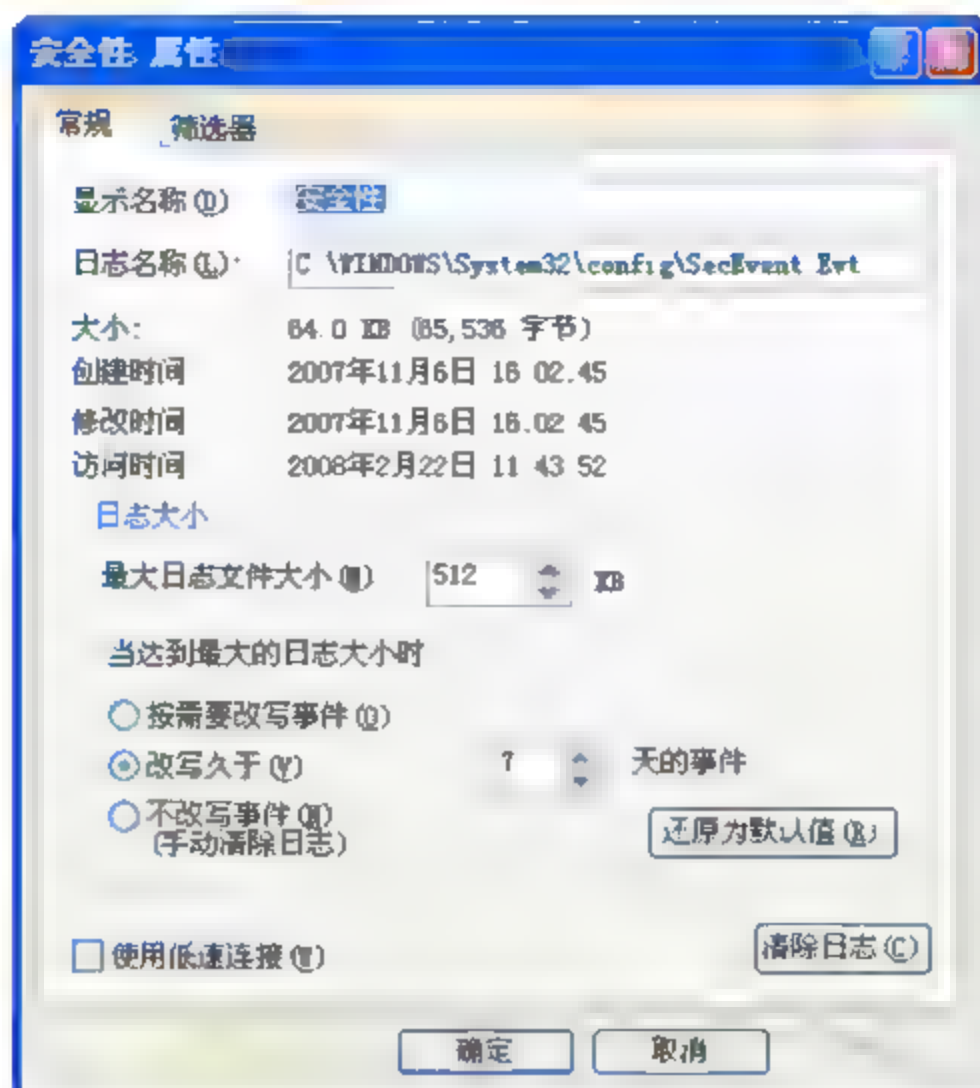 安全性 属性
常规 筛选器
显示名称(D) 安全性
日志名称(L): C \WINDOWS\System32\config\SecEvent Evt
大小: 64.0 KB (65,536 字节)
创建时间 2007年11月6日 16 02.45
修改时间 2007年11月6日 16.02 45
访问时间 2008年2月22日 11 43 52
日志大小
最大日志文件大小(M) 512 KB
当达到最大的日志大小时
按需要改写事件(O)
改写久于(V) 7 天的事件
不改写事件(N)
(手动清除日志) 还原为默认值(R)
使用低速连接(T) 清除日志(C)
确定 取消